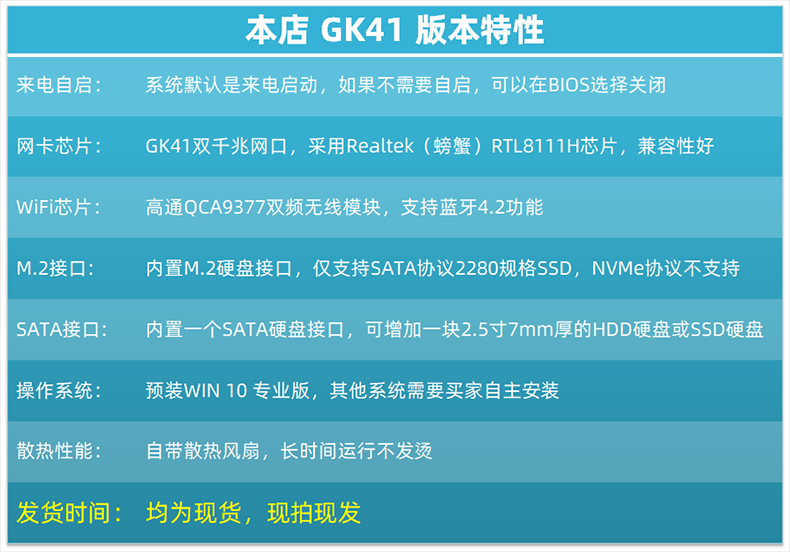 本店 GK41 版本特性
来电自启： 系统默认是来电启动，如果不需要自启，可以在BIOS选择关闭
网卡芯片： GK41双千兆网口，采用Realtek（螃蟹）RTL8111H芯片，兼容性好
WiFi芯片： 高通QCA9377双频无线模块，支持蓝牙4.2功能
M.2接口： 内置M.2硬盘接口，仅支持SATA协议2280规格SSD，NVMe协议不支持
SATA接口： 内置一个SATA硬盘接口，可增加一块2.5寸7mm厚的HDD硬盘或SSD硬盘
操作系统： 预装WIN 10 专业版，其他系统需要买家自主安装
散热性能： 自带散热风扇，长时间运行不发烫
发货时间： 均为现货，现拍现发